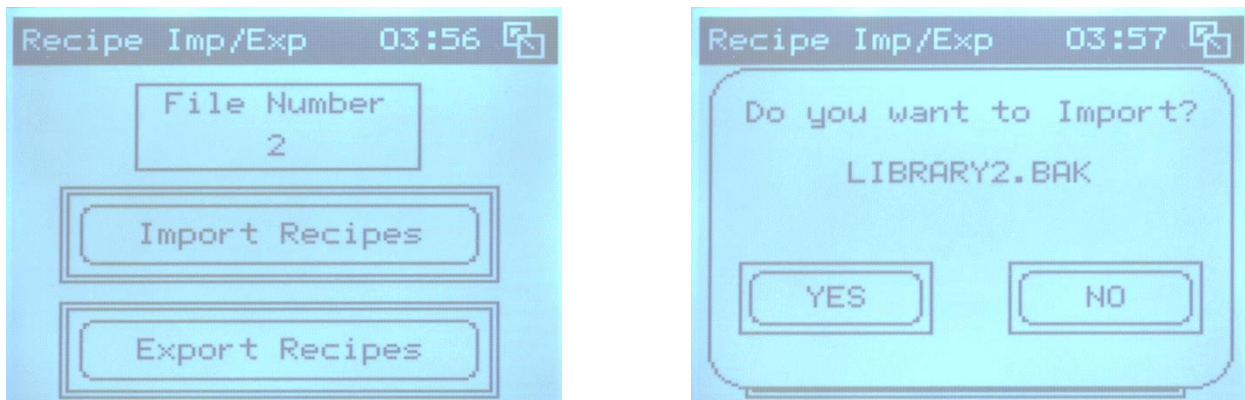 Recipe Imp/Exp 03:56
File Number
2
Import Recipes
Export Recipes
Recipe Imp/Exp 03:57
Do you want to Import?
LIBRARY2.BAK
YES NO